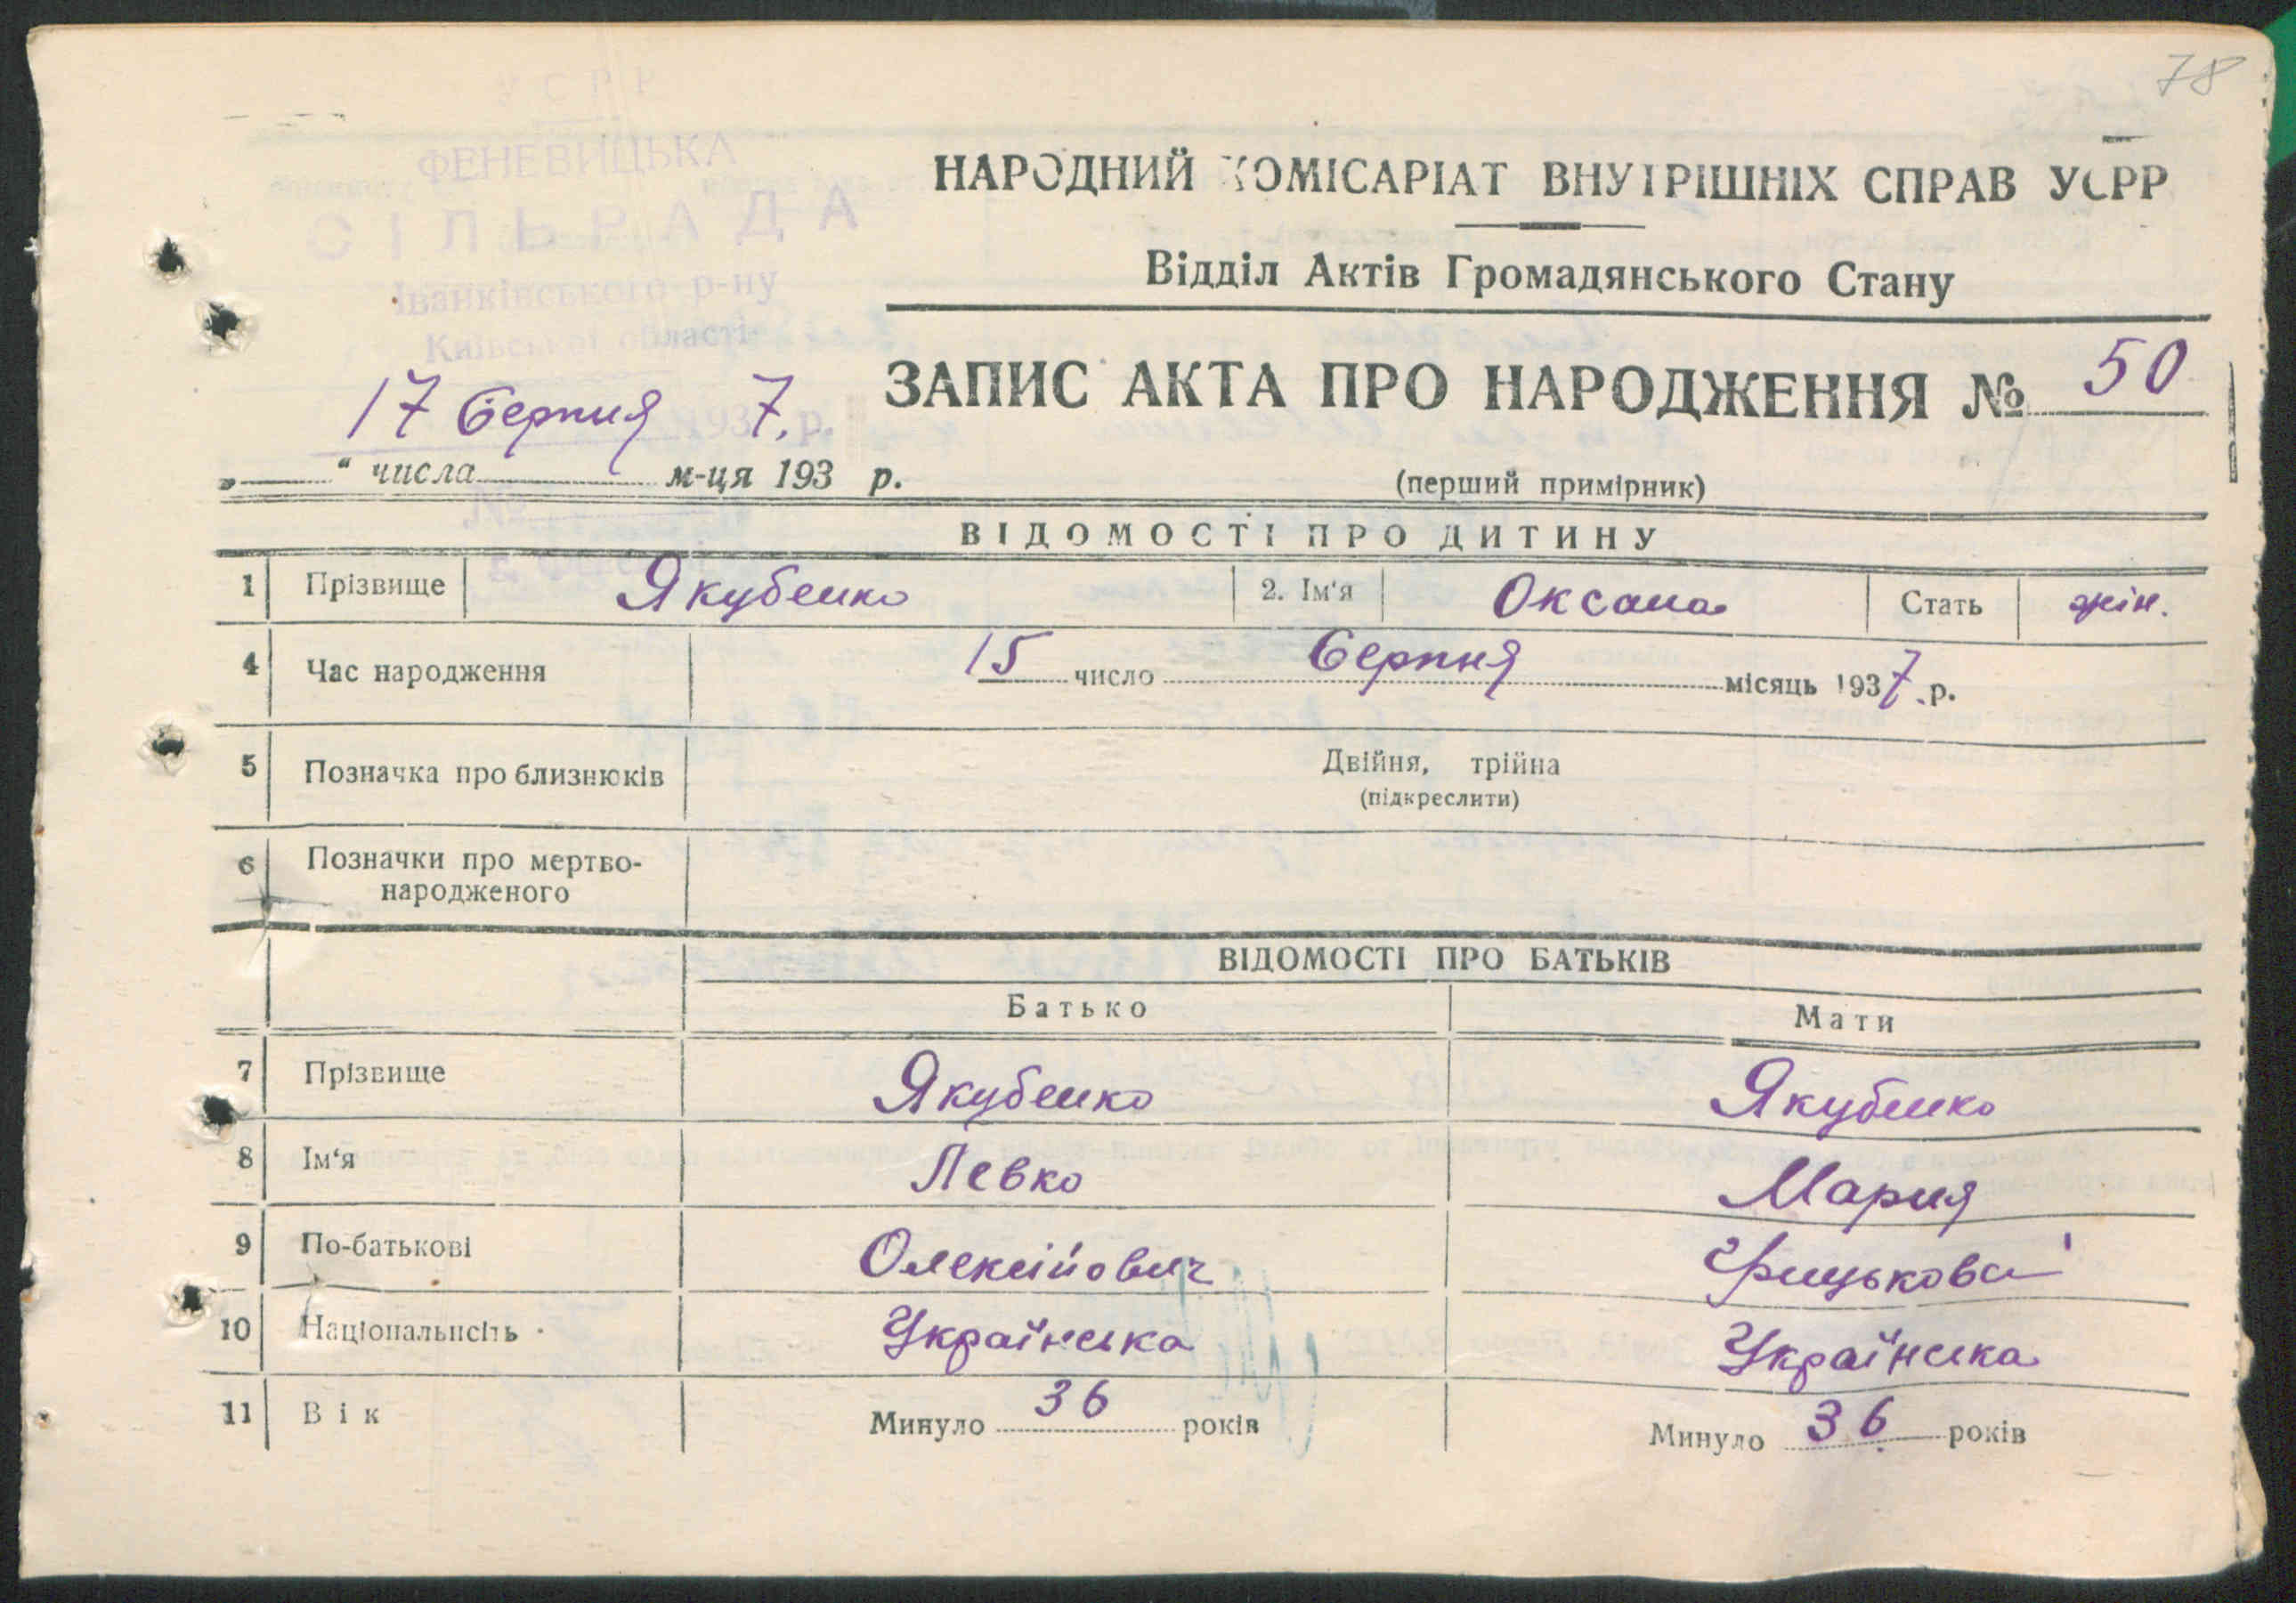 78
УСРР
ФЕНЕВИЦЬКА
СІЛЬРАДА
Іванківського р-ну
Київської області
НАРОДНИЙ КОМІСАРІАТ ВНУТРІШНІХ СПРАВ УСРР
Відділ Актів Громадянського Стану
ЗАПИС АКТА ПРО НАРОДЖЕННЯ № 50
17 Серпня 7.
193 р.
„ “ числа м-ця 193 р.
(перший примірник)
№
ВІДОМОСТІ ПРО ДИТИНУ
1 Прізвище Якубенко 2. Ім'я Оксана Стать жін.
4 Час народження 15 число Серпня місяць 1937.р.
5 Позначка про близнюків Двійня, трійна
(підкреслити)
6 Позначки про мертво-
народженого
ВІДОМОСТІ ПРО БАТЬКІВ
Батько Мати
7 Прізвище Якубенко Якубенко
8 Ім'я Левко Мария
9 По-батькові Олексійович Грицькова
10 Національність Українська Українська
11 Вік Минуло 36 років Минуло 36 років